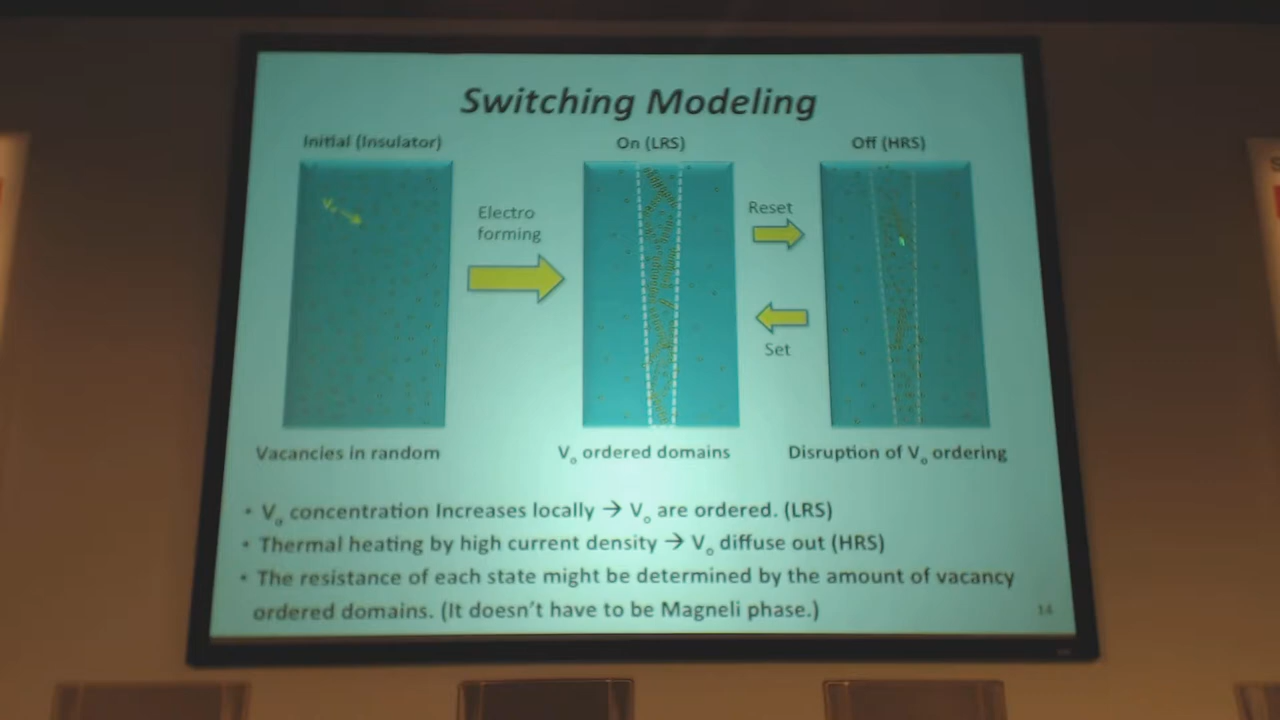 Switching Modeling
Initial (Insulator)
On (LRS)
Off (HRS)
Vo
Electro
forming
Reset
Set
Vacancies in random
Vo ordered domains
Disruption of Vo ordering
• Vo concentration Increases locally → Vo are ordered. (LRS)
• Thermal heating by high current density → Vo diffuse out (HRS)
• The resistance of each state might be determined by the amount of vacancy
ordered domains. (It doesn't have to be Magneli phase.)
14